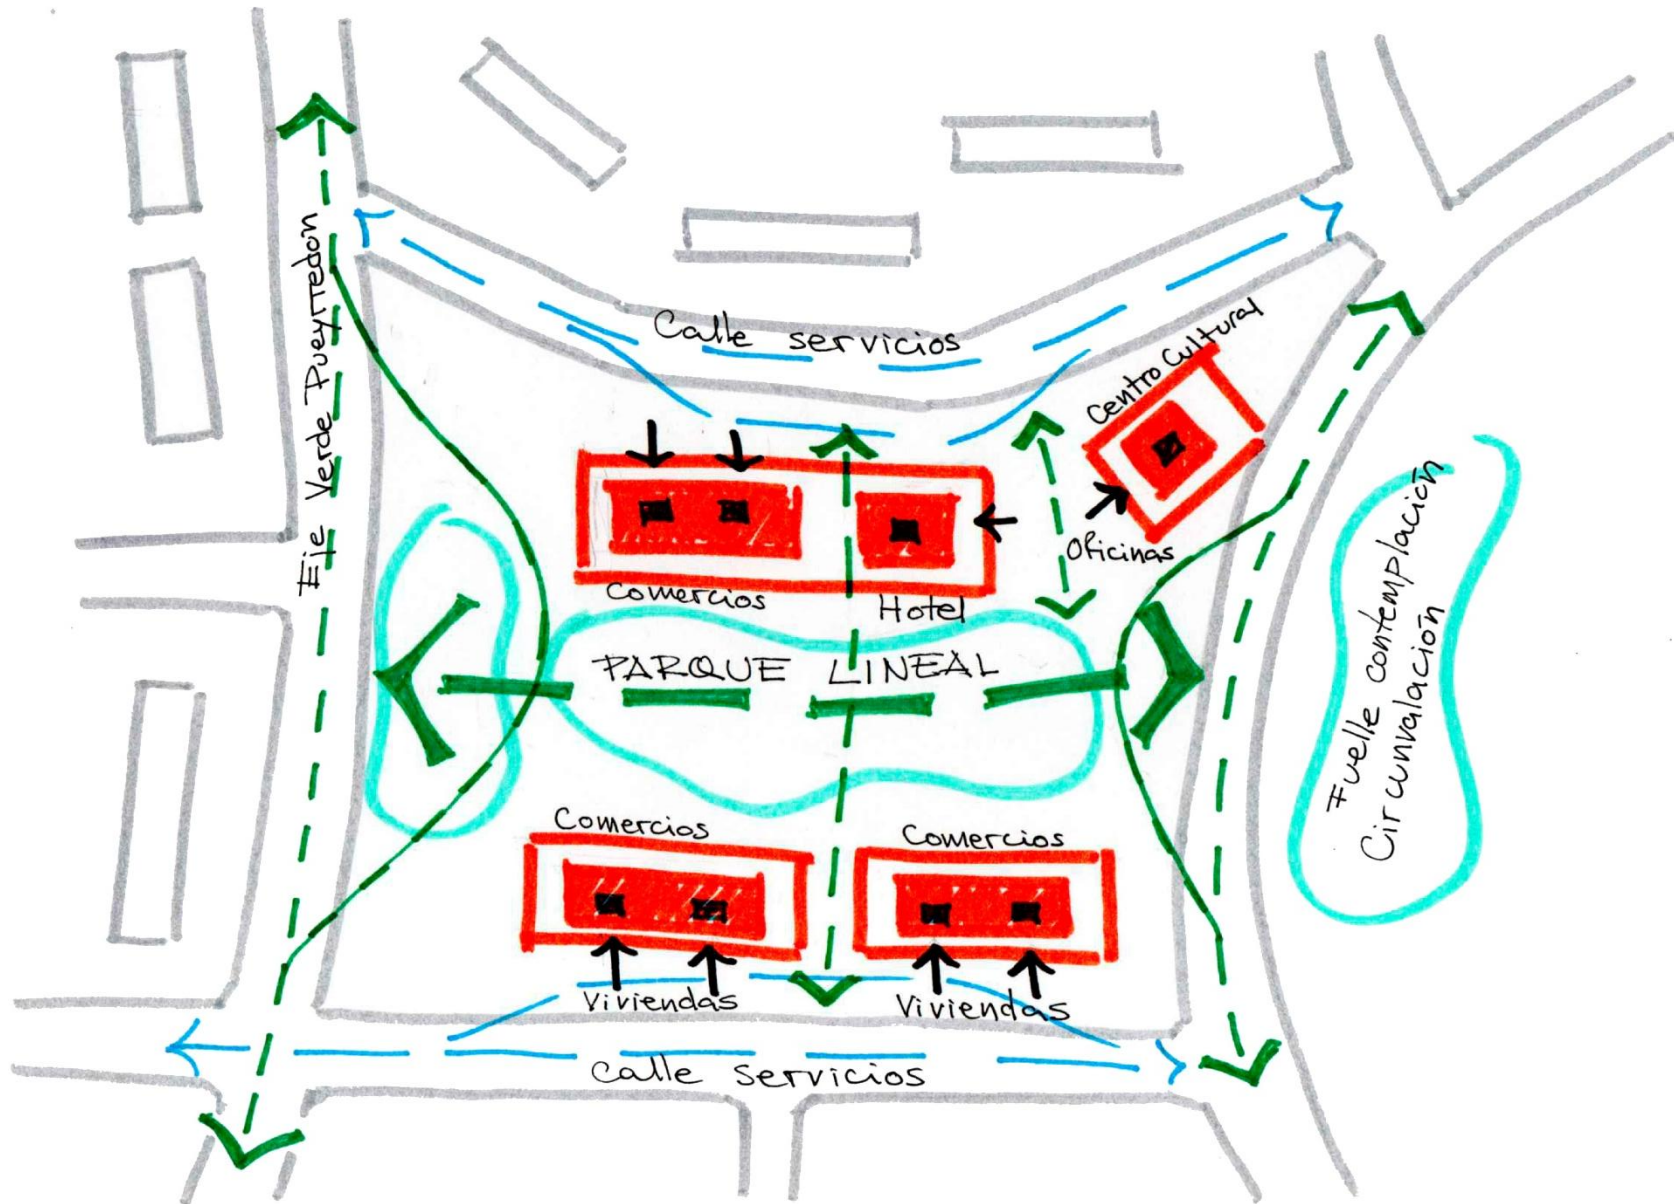 Eje Verde Pueyrredon
Calle servicios
Centro Cultural
Oficinas
Comercios
Hotel
PARQUE LINEAL
Fuelle contemplación
Circunvalación
Comercios
Comercios
Viviendas
Viviendas
Calle servicios